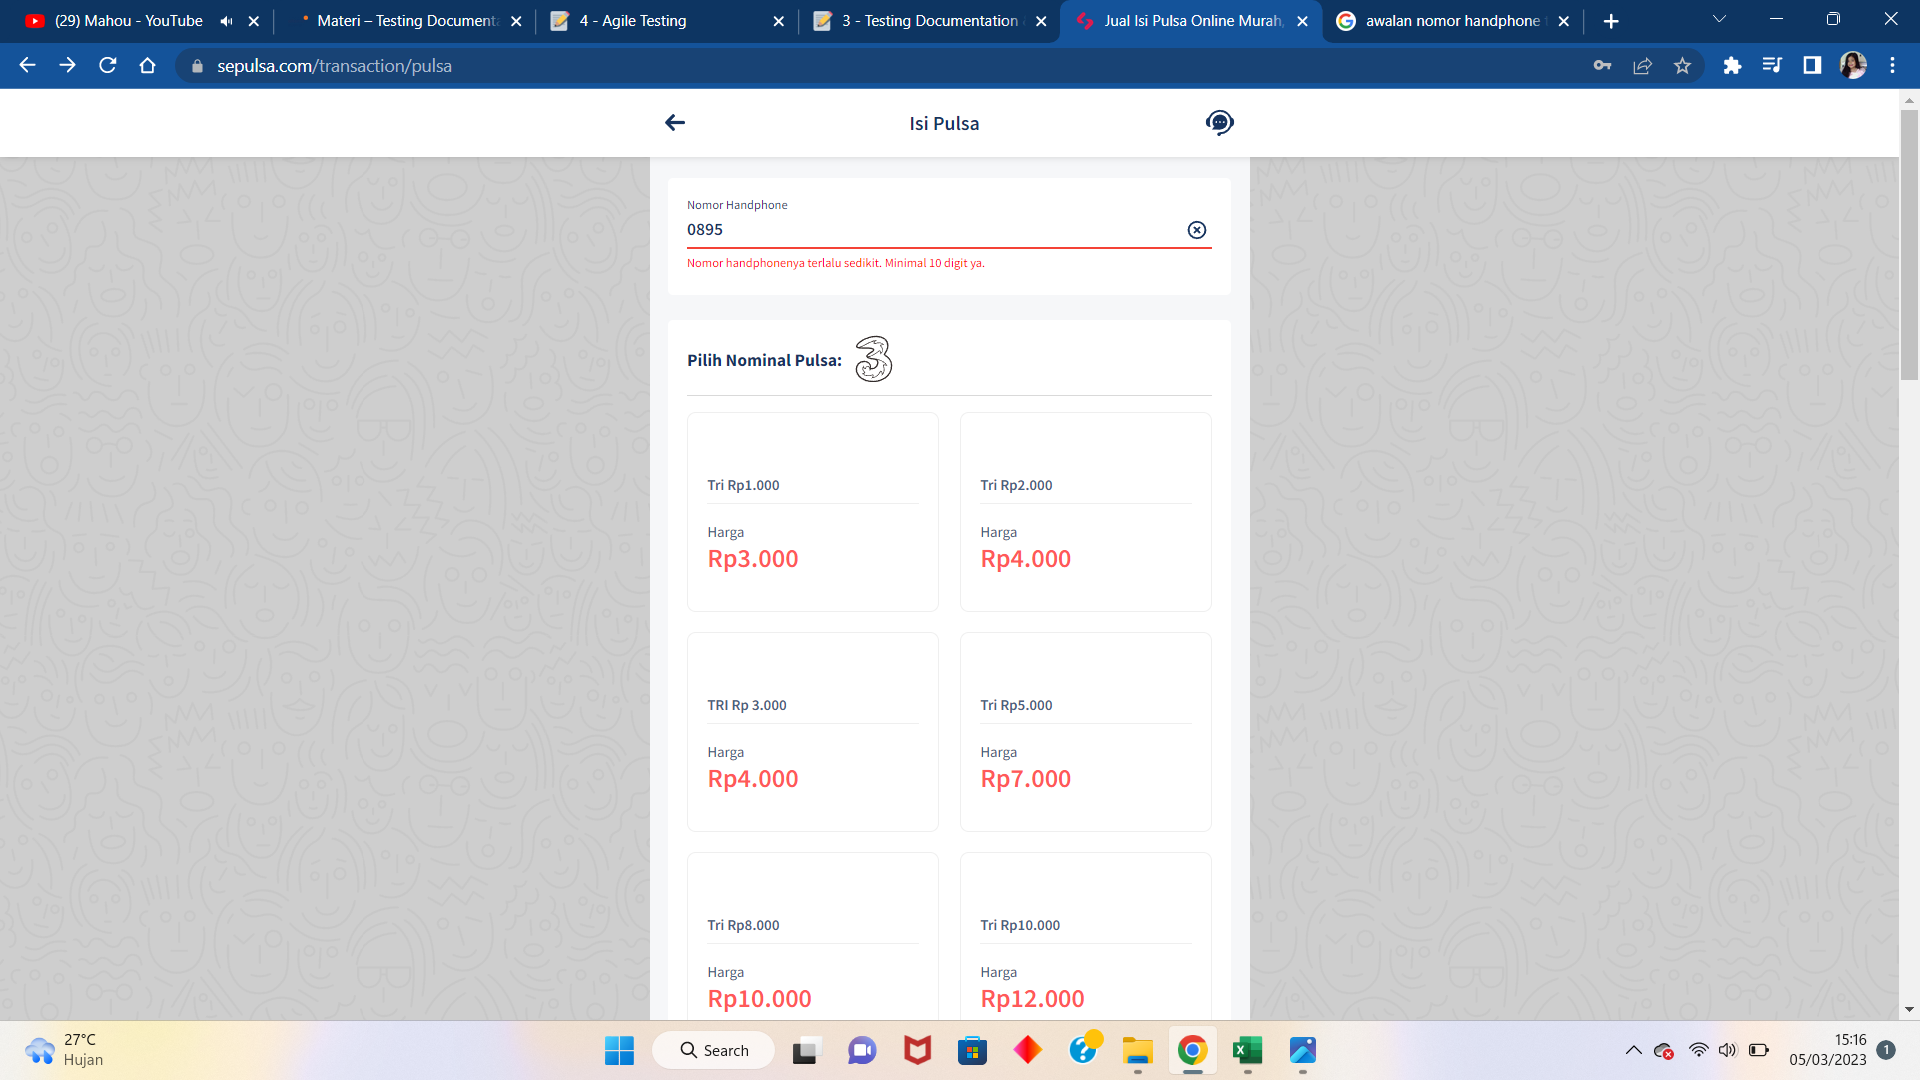 (29) Mahou - YouTube
Materi – Testing Documenta
4 - Agile Testing
3 - Testing Documentation
Jual Isi Pulsa Online Murah,
awalan nomor handphone
sepulsa.com/transaction/pulsa
Isi Pulsa
Nomor Handphone
0895
Nomor handphonenya terlalu sedikit. Minimal 10 digit ya.
Pilih Nominal Pulsa: 3
Tri Rp1.000
Harga
Rp3.000
Tri Rp2.000
Harga
Rp4.000
TRI Rp 3.000
Harga
Rp4.000
Tri Rp5.000
Harga
Rp7.000
Tri Rp8.000
Harga
Rp10.000
Tri Rp10.000
Harga
Rp12.000
27°C
Hujan
Search
15:16
05/03/2023
1